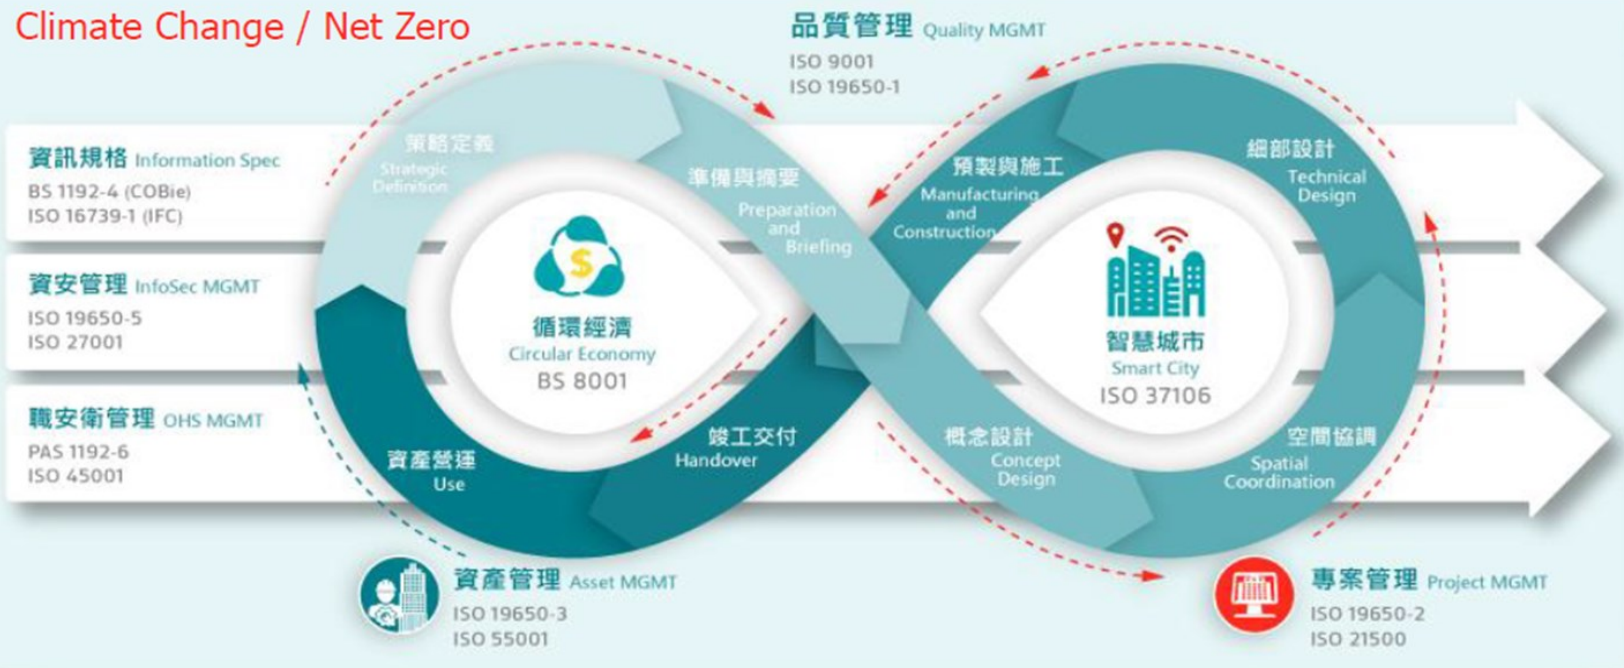 Climate Change / Net Zero
品質管理 Quality MGMT
ISO 9001
ISO 19650-1
資訊規格 Information Spec
BS 1192-4 (COBie)
ISO 16739-1 (IFC)
資安管理 InfoSec MGMT
ISO 19650-5
ISO 27001
職安衛管理 OHS MGMT
PAS 1192-6
ISO 45001
策略定義
Strategic
Definition
準備與摘要
Preparation
and
Briefing
預製與施工
Manufacturing
and
Construction
細部設計
Technical
Design
循環經濟
Circular Economy
BS 8001
$
智慧城市
Smart City
ISO 37106
資產營運
Use
竣工交付
Handover
概念設計
Concept
Design
空間協調
Spatial
Coordination
資產管理 Asset MGMT
ISO 19650-3
ISO 55001
專案管理 Project MGMT
ISO 19650-2
ISO 21500